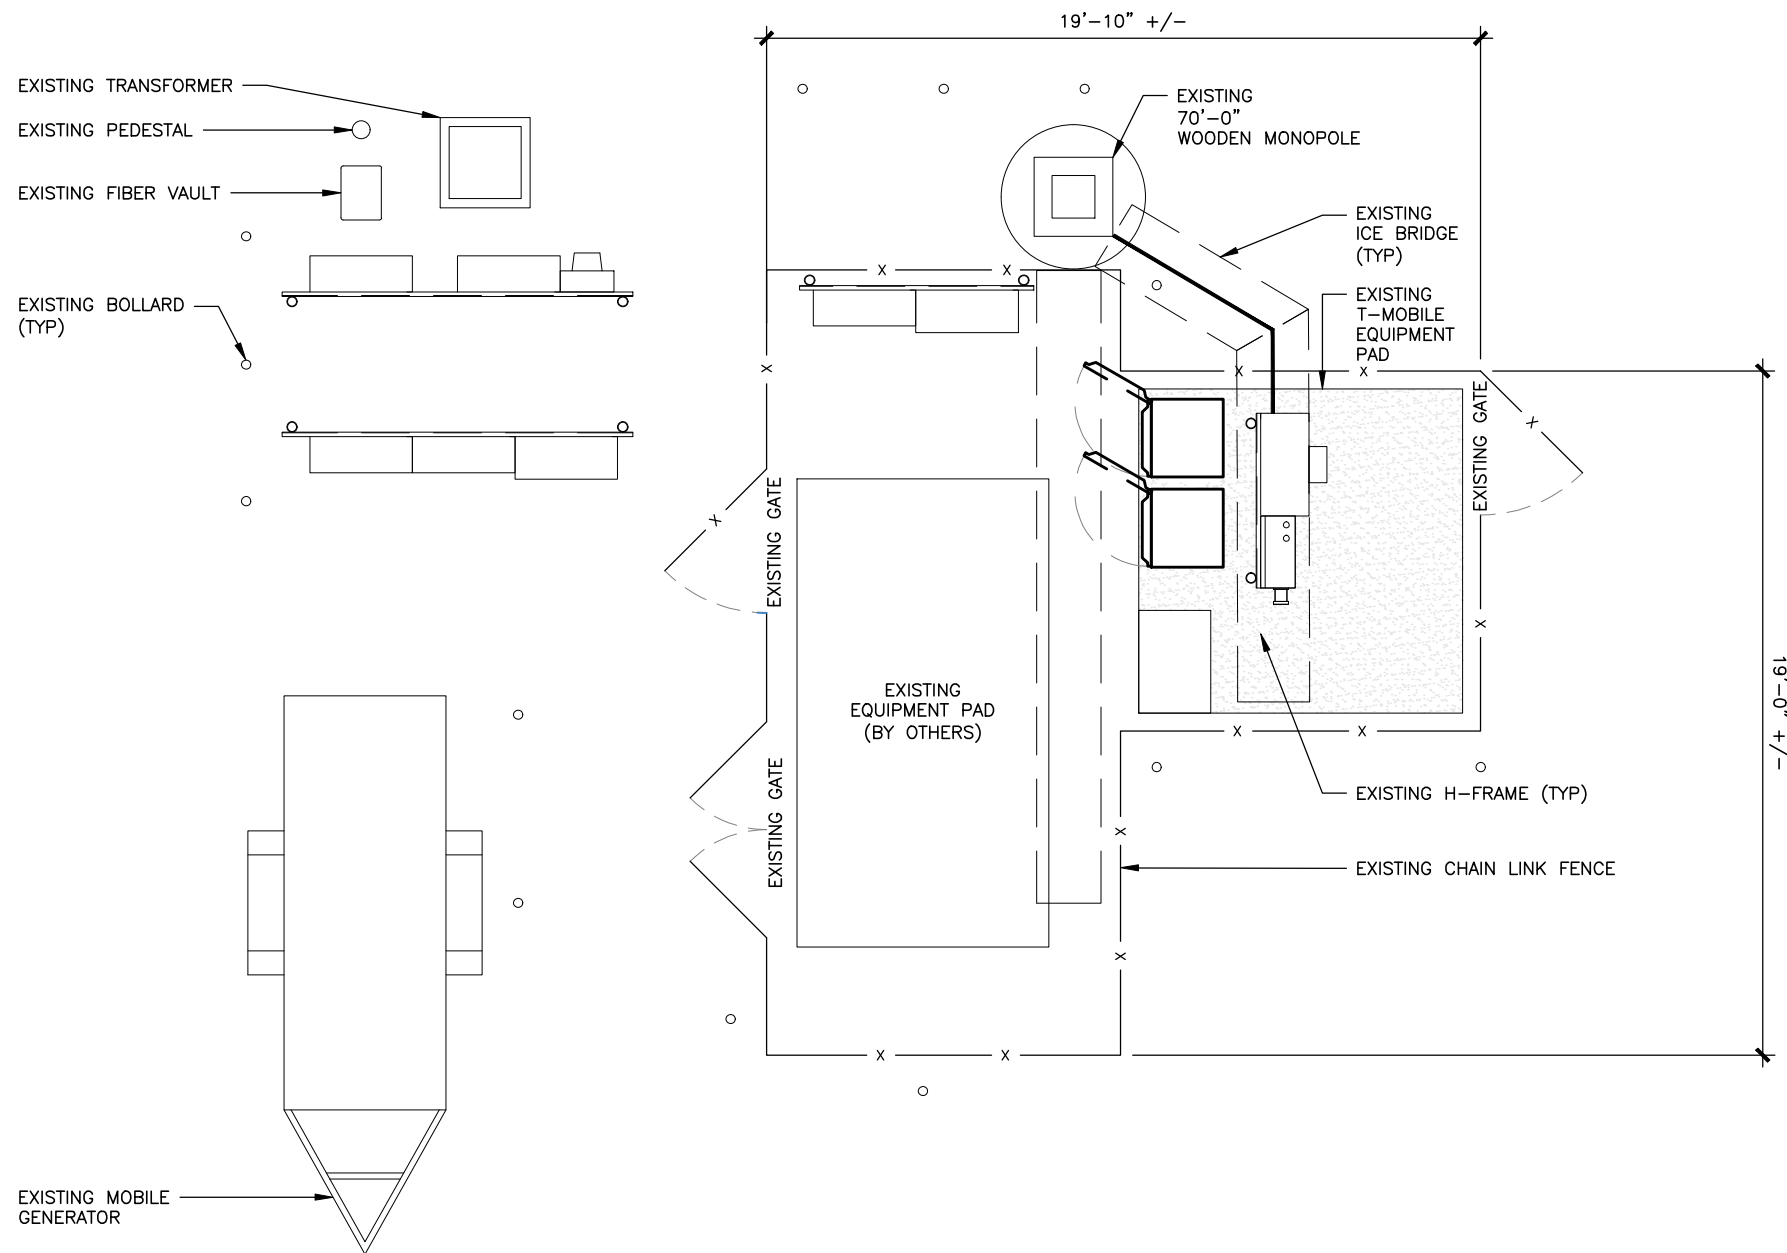 19'-10" +/-
EXISTING TRANSFORMER
EXISTING PEDESTAL
EXISTING FIBER VAULT
EXISTING BOLLARD
(TYP)
EXISTING
70'-0"
WOODEN MONOPOLE
EXISTING
ICE BRIDGE
(TYP)
EXISTING
T-MOBILE
EQUIPMENT
PAD
X
X
X
X
X
X
X
EXISTING GATE
EXISTING GATE
X
EXISTING
EQUIPMENT PAD
(BY OTHERS)
19'-0" +/-
X
X
EXISTING GATE
EXISTING H-FRAME (TYP)
X
EXISTING CHAIN LINK FENCE
X
X
X
EXISTING MOBILE
GENERATOR